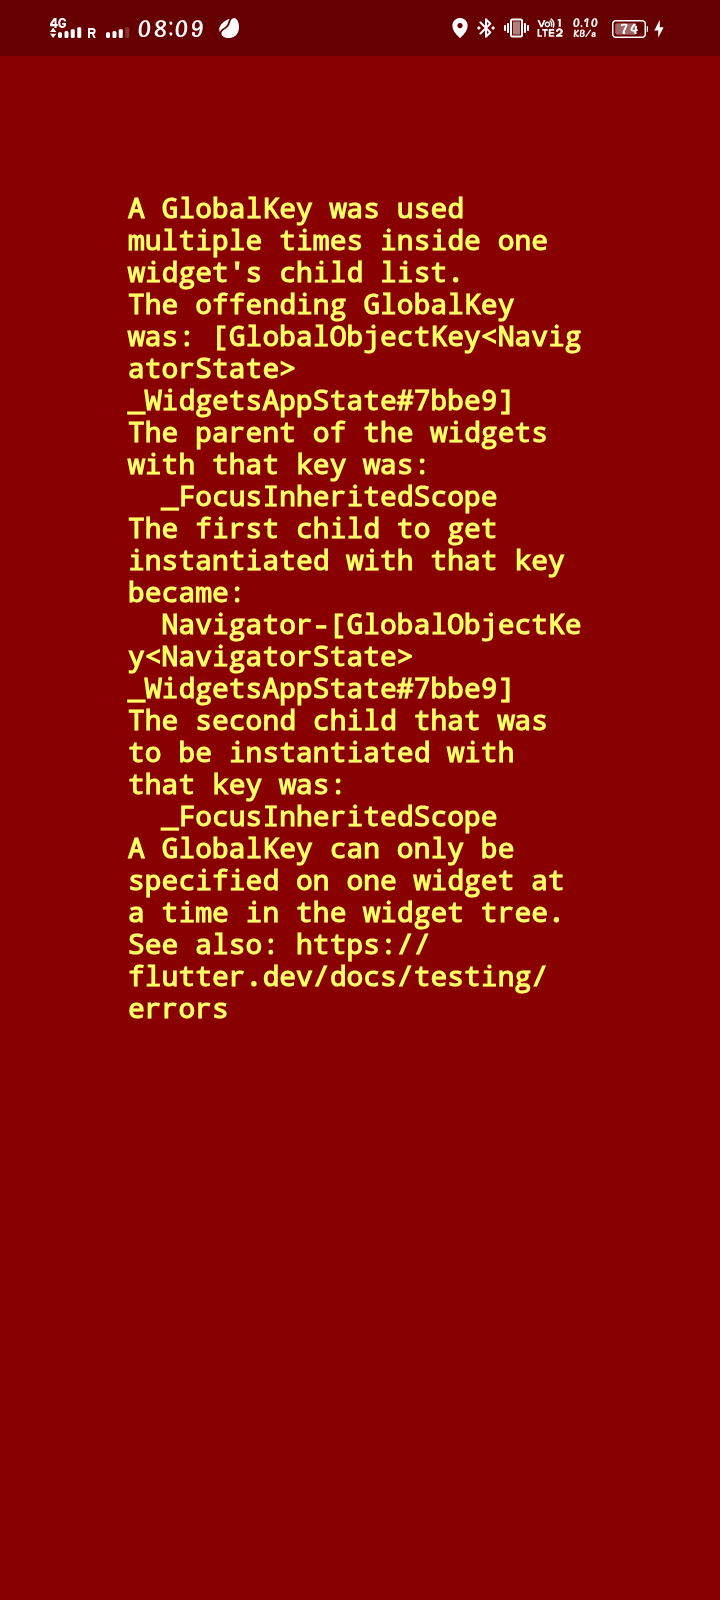 4G R 08:09 Vo)) 1 LTE2 0.10 KB/s 74
A GlobalKey was used
multiple times inside one
widget's child list.
The offending GlobalKey
was: [GlobalObjectKey<Navig
atorState>
_WidgetsAppState#7bbe9]
The parent of the widgets
with that key was:
_FocusInheritedScope
The first child to get
instantiated with that key
became:
Navigator-[GlobalObjectKe
y<NavigatorState>
_WidgetsAppState#7bbe9]
The second child that was
to be instantiated with
that key was:
_FocusInheritedScope
A GlobalKey can only be
specified on one widget at
a time in the widget tree.
See also: https://
flutter.dev/docs/testing/
errors